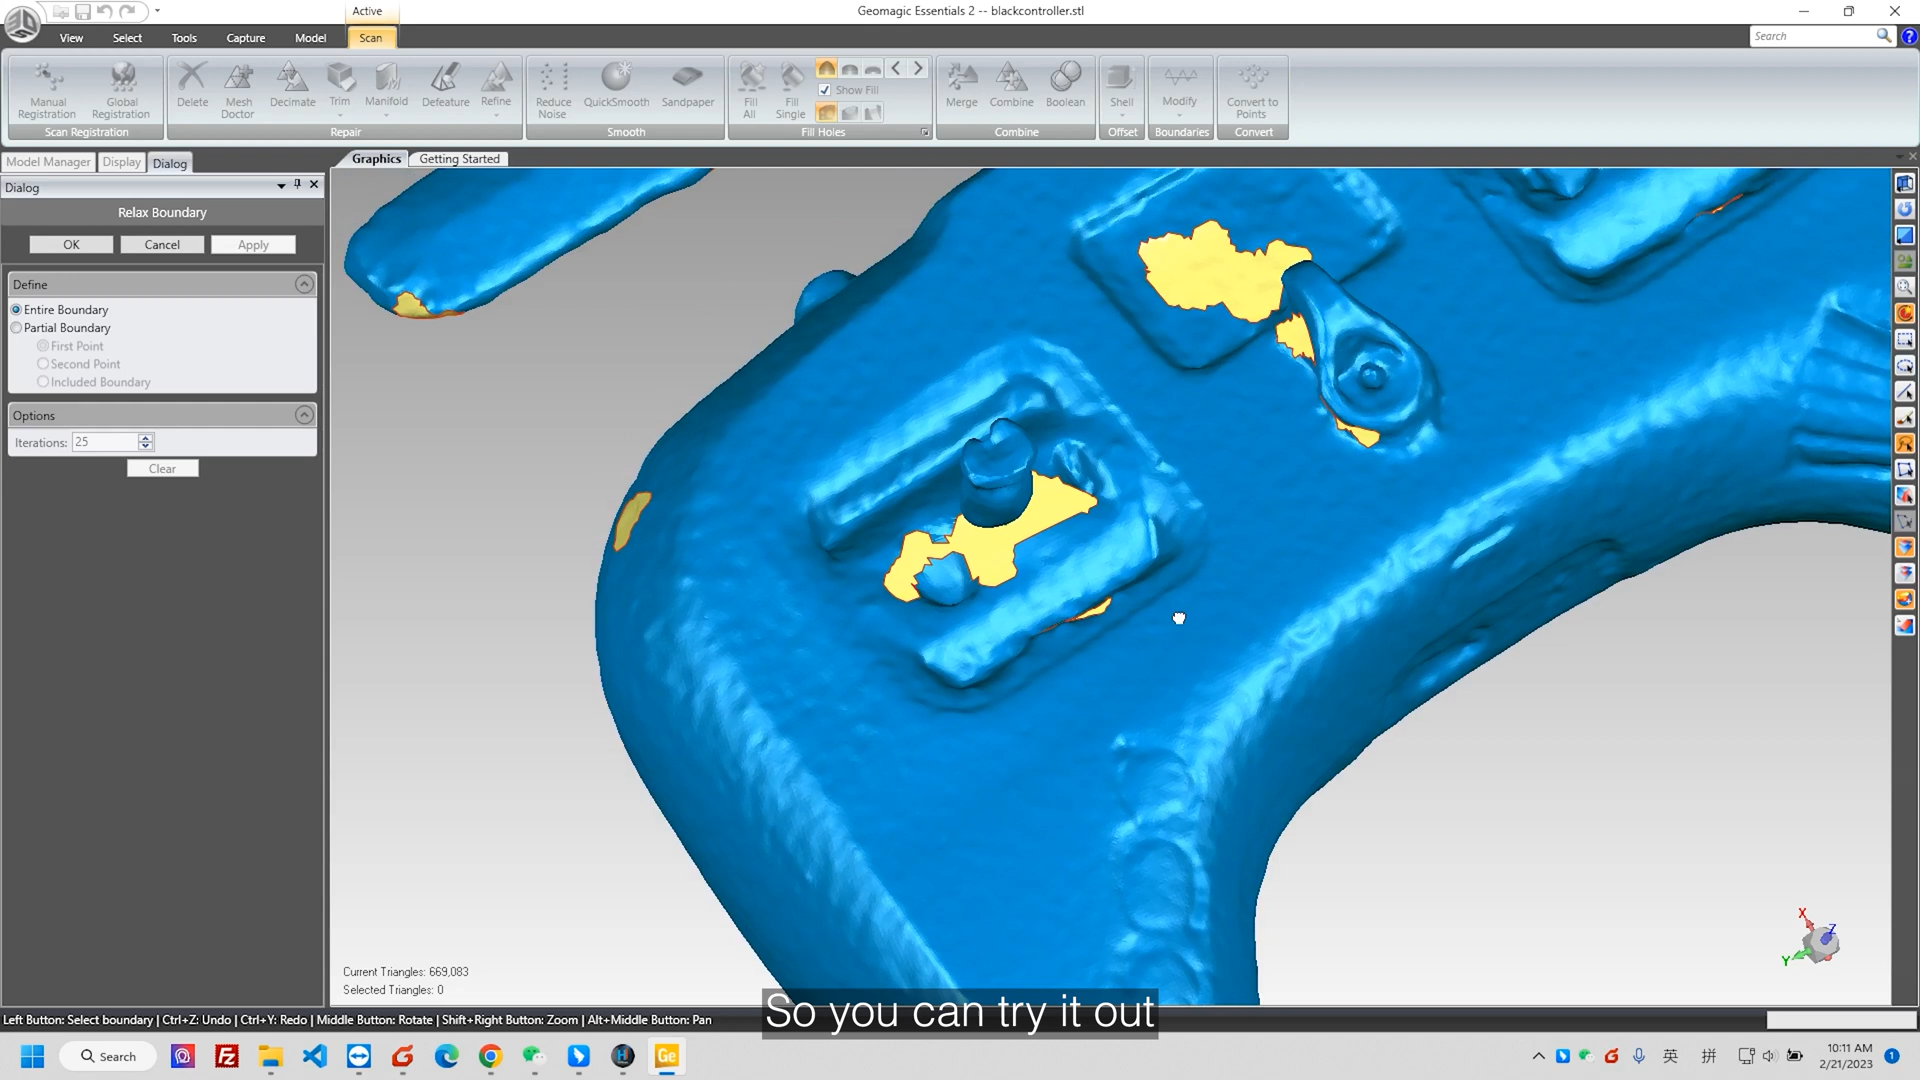 Active
Geomagic Essentials 2 -- blackcontroller.stl
View Select Tools Capture Model Scan
Search
Manual Registration
Global Registration
Scan Registration
Delete
Mesh Doctor
Decimate
Trim
Manifold
Defeature
Refine
Repair
Reduce Noise
QuickSmooth
Sandpaper
Smooth
Fill All
Fill Single
Show Fill
Fill Holes
Merge
Combine
Boolean
Combine
Shell
Offset
Modify
Boundaries
Convert to Points
Convert
Model Manager Display Dialog
Graphics Getting Started
Dialog
Relax Boundary
OK Cancel Apply
Define
Entire Boundary
Partial Boundary
First Point
Second Point
Included Boundary
Options
Iterations: 25
Clear
X
Z
Y
Current Triangles: 669,083
Selected Triangles: 0
So you can try it out
Left Button: Select boundary | Ctrl+Z: Undo | Ctrl+Y: Redo | Middle Button: Rotate | Shift+Right Button: Zoom | Alt+Middle Button: Pan
Search
Ge
英 拼
10:11 AM
2/21/2023
1